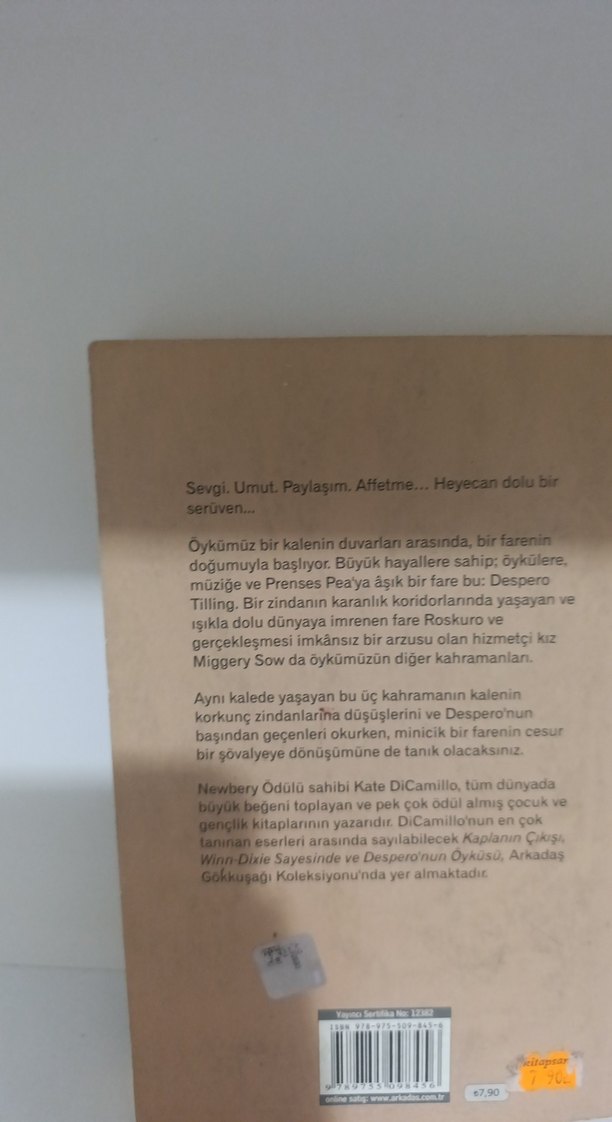 Sevgi. Umut. Paylaşım. Affetme... Heyecan dolu bir
serüven...
Öykümüz bir kalenin duvarları arasında, bir farenin
doğumuyla başlıyor. Büyük hayallere sahip; öykülere,
müziğe ve Prenses Pea'ya âşık bir fare bu: Despero
Tilling. Bir zindanın karanlık koridorlarında yaşayan ve
ışıkla dolu dünyaya imrenen fare Roskuro ve
gerçekleşmesi imkânsız bir arzusu olan hizmetçi kız
Miggery Sow da öykümüzün diğer kahramanları.
Aynı kalede yaşayan bu üç kahramanın kalenin
korkunç zindanlarına düşüşlerini ve Despero'nun
başından geçenleri okurken, minicik bir farenin cesur
bir şövalyeye dönüşümüne de tanık olacaksınız.
Newbery Ödülü sahibi Kate DiCamillo, tüm dünyada
büyük beğeni toplayan ve pek çok ödül almış çocuk ve
gençlik kitaplarının yazarıdır. DiCamillo'nun en çok
tanınan eserleri arasında sayılabilecek Kaplanın Çıkışı,
Winn-Dixie Sayesinde ve Despero'nun Öyküsü, Arkadaş
Gökkuşağı Koleksiyonu'nda yer almaktadır.
Yayıncı Sertifika No: 12382
ISBN 978-975-509-845-6
9 789755 098456
online satış: www.arkadas.com.tr
₺7,90
kitapsar